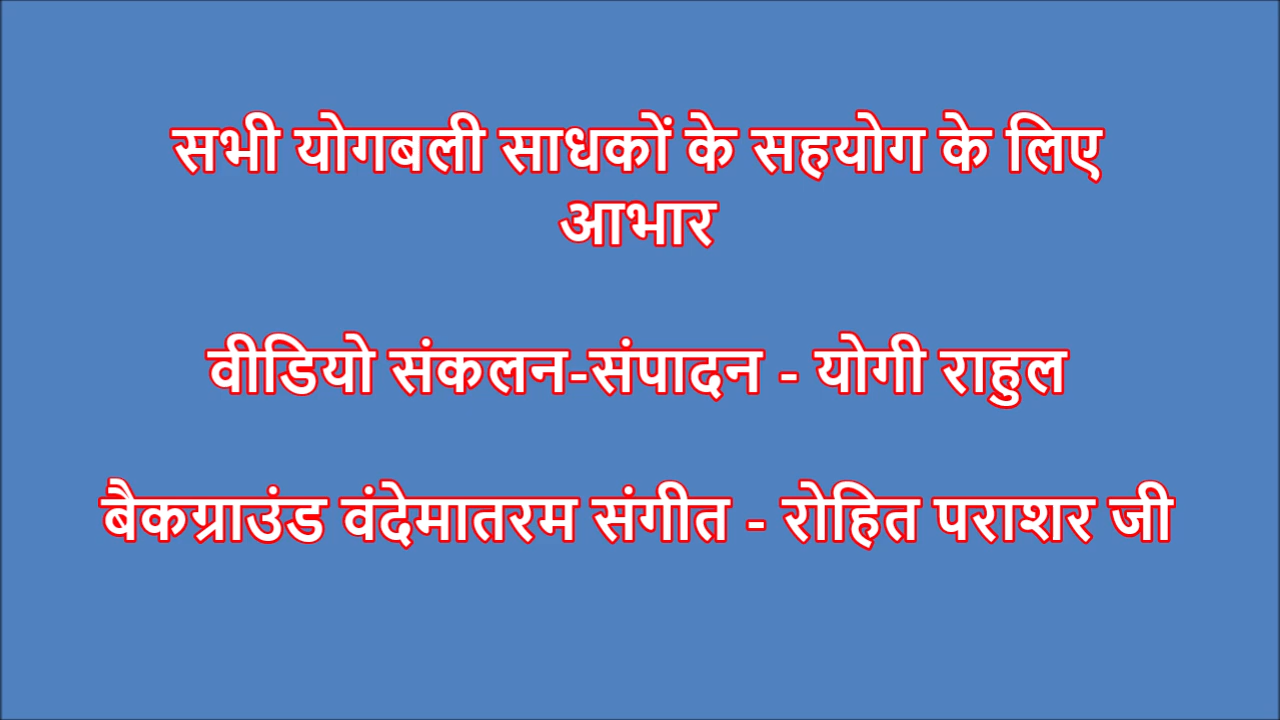 सभी योगबली साधकों के सहयोग के लिए
आभार
वीडियो संकलन-संपादन - योगी राहुल
बैकग्राउंड वंदेमातरम संगीत - रोहित पराशर जी